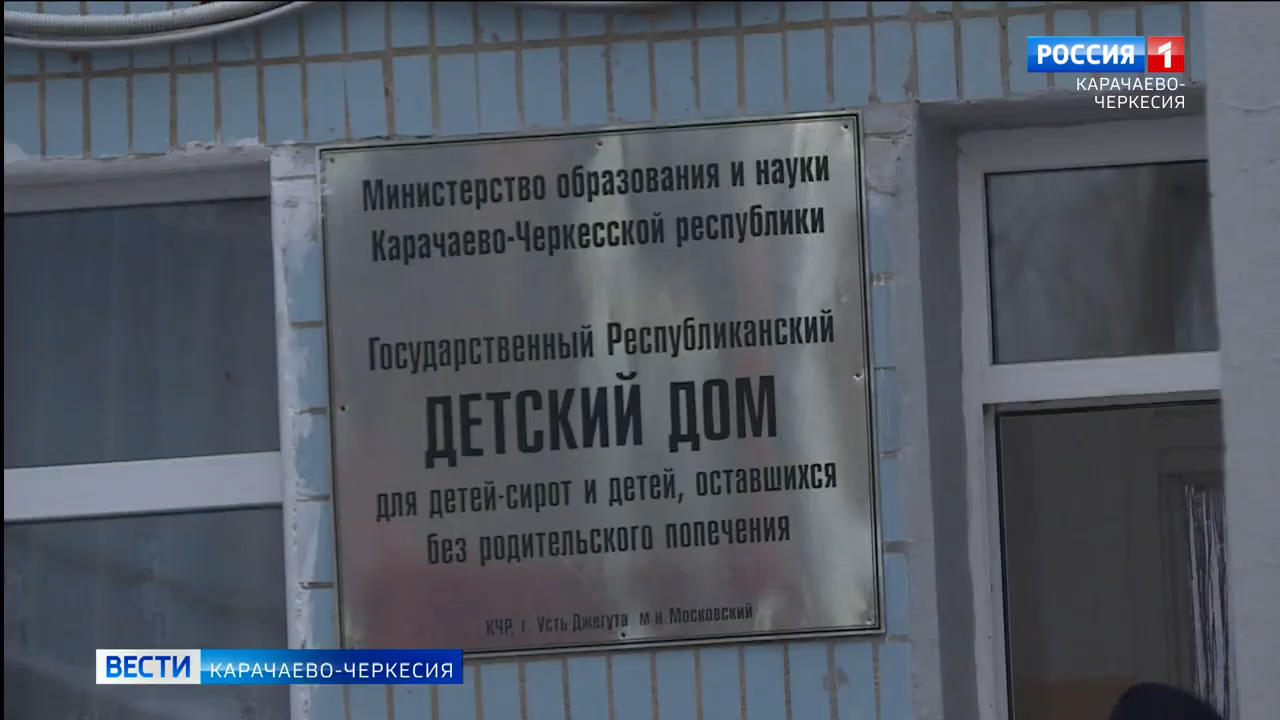 РОССИЯ 1
КАРАЧАЕВО-
ЧЕРКЕСИЯ
Министерство образования и науки
Карачаево-Черкесской республики
Государственный Республиканский
ДЕТСКИЙ ДОМ
для детей-сирот и детей, оставшихся
без родительского попечения
КЧР, г. Усть Джегута м-н Московский
ВЕСТИ КАРАЧАЕВО-ЧЕРКЕСИЯ